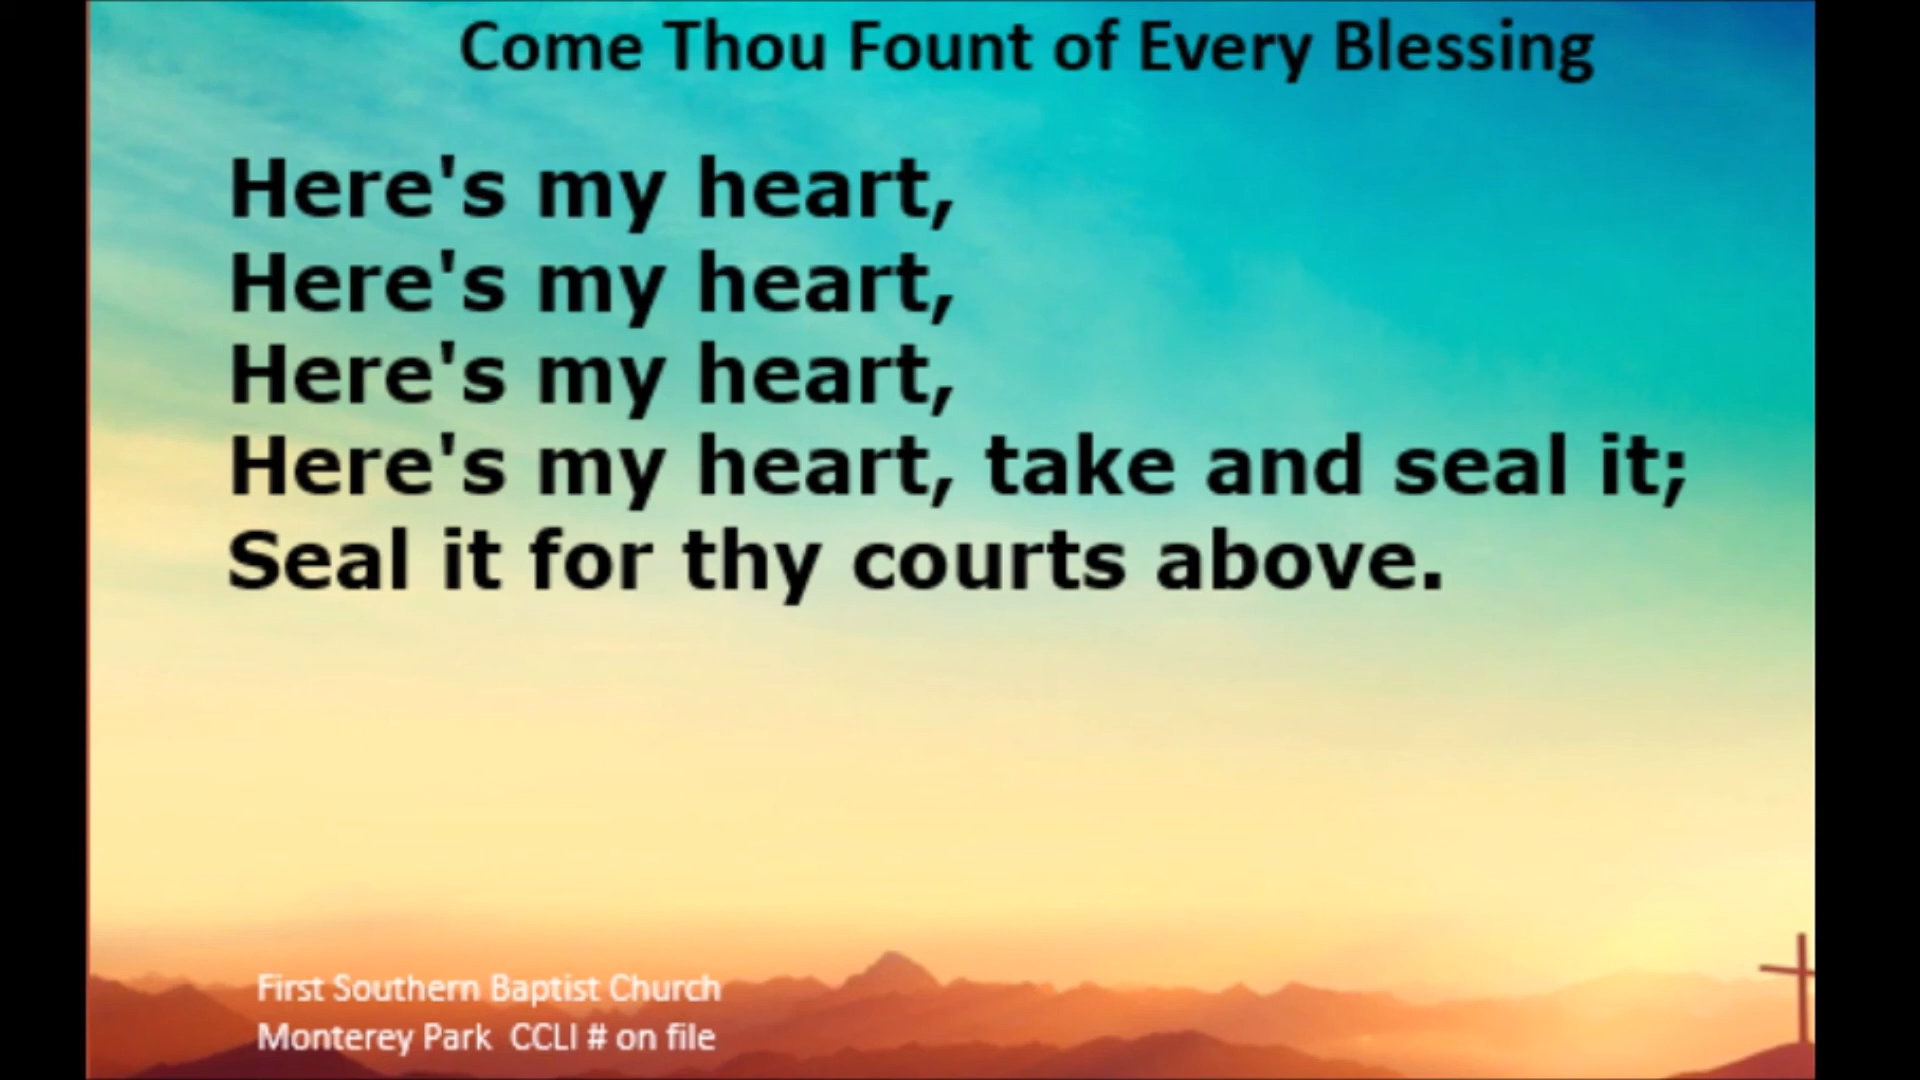 Come Thou Fount of Every Blessing
Here's my heart,
Here's my heart,
Here's my heart,
Here's my heart, take and seal it;
Seal it for thy courts above.
First Southern Baptist Church
Monterey Park  CCLI # on file